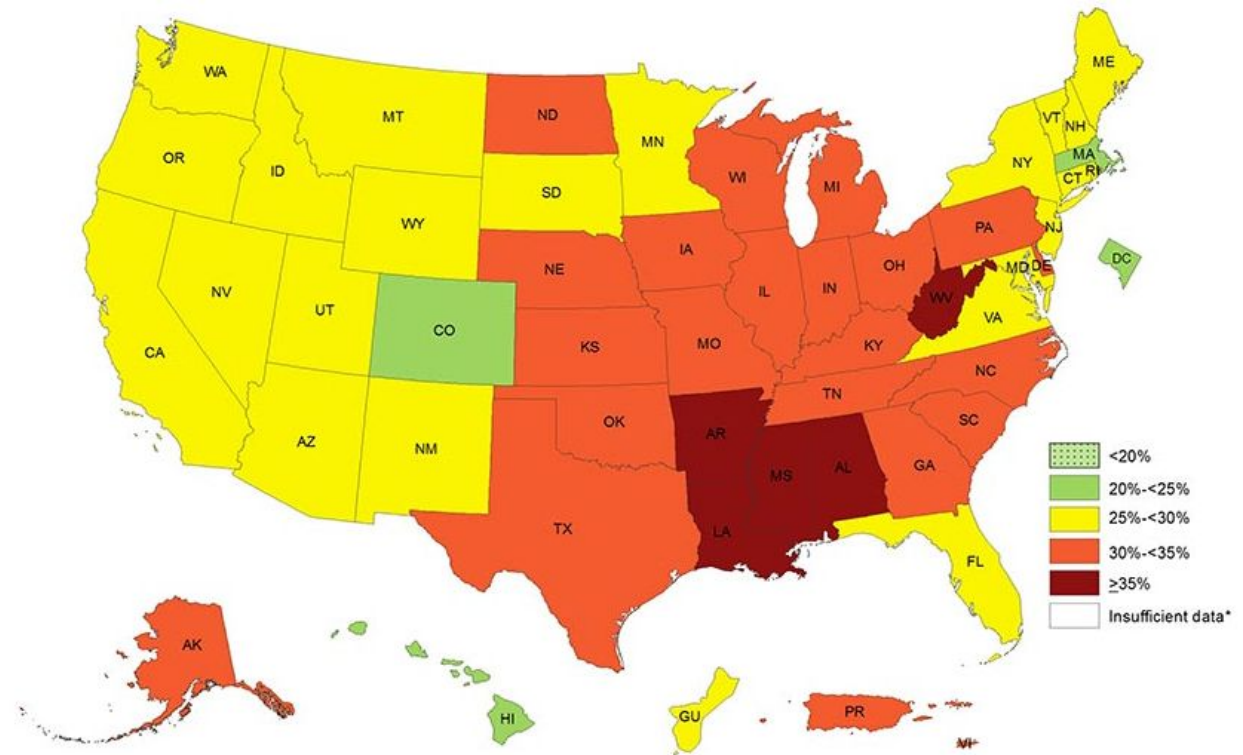 ME
WA
MT
ND
MN
VT
NH
OR
ID
SD
WI
MI
NY
MA
CT
RI
WY
IA
PA
NJ
NE
OH
MD
DE
DC
NV
UT
CO
IL
IN
WV
VA
CA
KS
MO
KY
NC
TN
AZ
NM
OK
AR
SC
MS
AL
GA
TX
LA
FL
<20%
20%-<25%
25%-<30%
30%-<35%
≥35%
Insufficient data*
AK
HI
GU
PR
VI